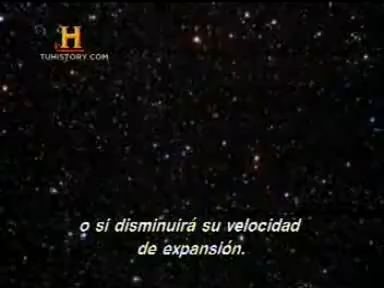 H
TUHISTORY.COM
o si disminuirá su velocidad
de expansión.